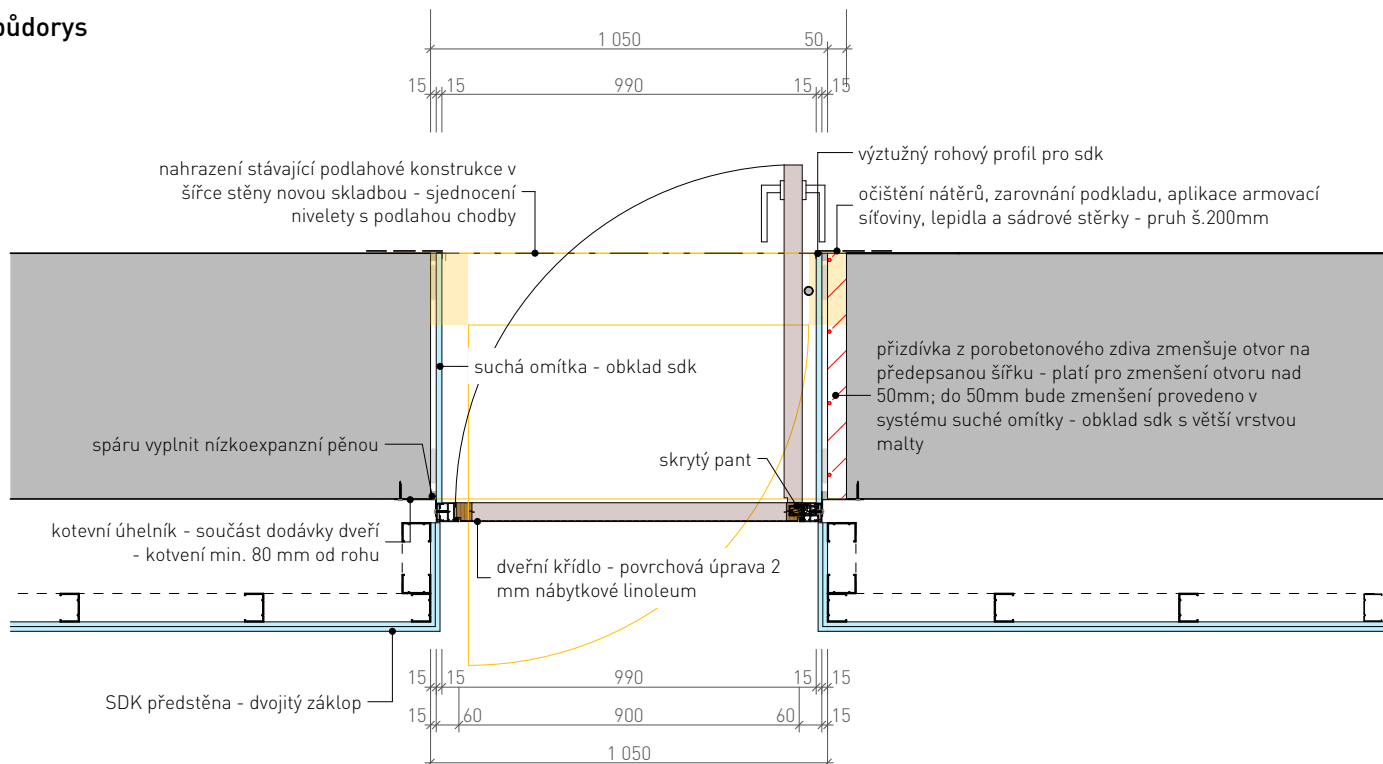 půdorys
1 050
50
15
15
990
15
15
nahrazení stávající podlahové konstrukce v
šířce stěny novou skladbou - sjednocení
nivelety s podlahou chodby
výztužný rohový profil pro sdk
očištění nátěrů, zarovnání podkladu, aplikace armovací
síťoviny, lepidla a sádrové stěrky - pruh š.200mm
suchá omítka - obklad sdk
přizdívka z porobetonového zdiva zmenšuje otvor na
předepsanou šířku - platí pro zmenšení otvoru nad
50mm; do 50mm bude zmenšení provedeno v
systému suché omítky - obklad sdk s větší vrstvou
malty
spáru vyplnit nízkoexpanzní pěnou
skrytý pant
kotevní úhelník - součást dodávky dveří
- kotvení min. 80 mm od rohu
dveřní křídlo - povrchová úprava 2
mm nábytkové linoleum
SDK předstěna - dvojitý záklop
15
15
990
15
15
15
60
900
60
15
1 050